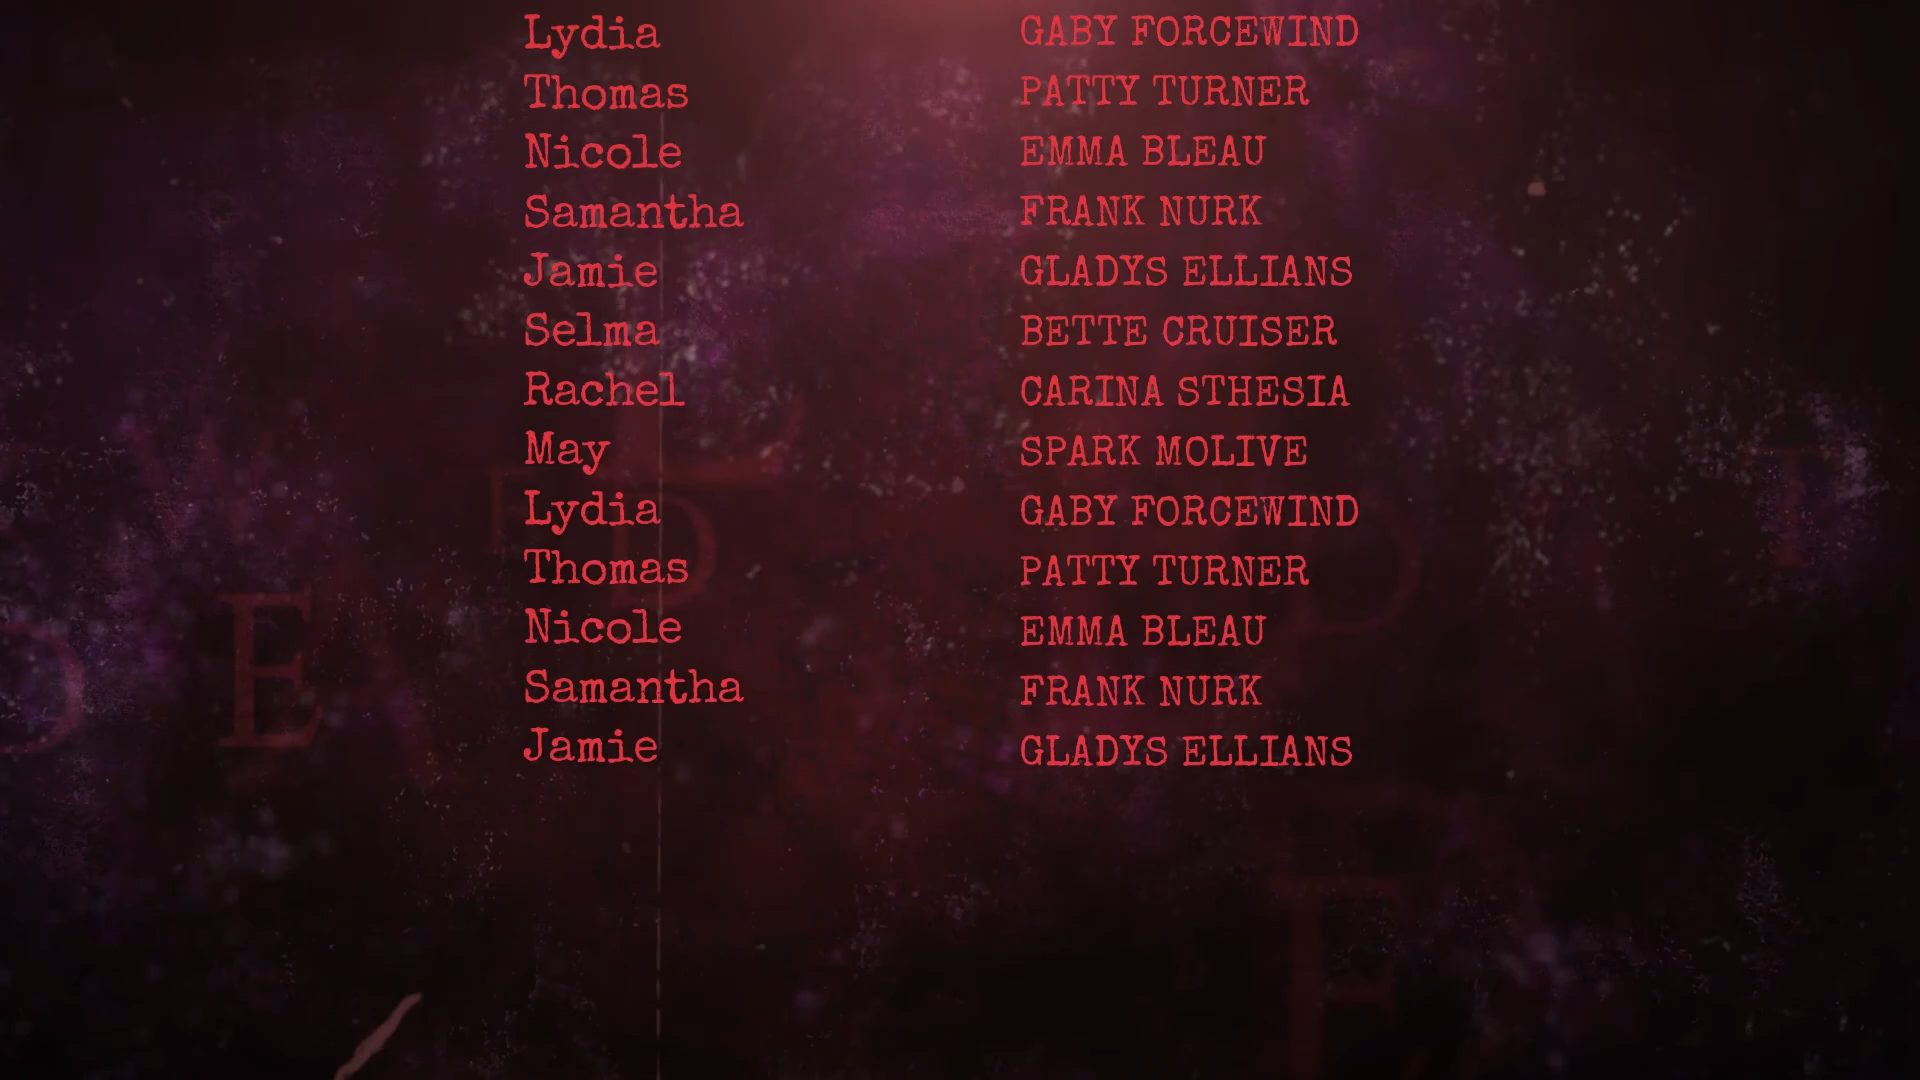 Lydia GABY FORCEWIND
Thomas PATTY TURNER
Nicole EMMA BLEAU
Samantha FRANK NURK
Jamie GLADYS ELLIANS
Selma BETTE CRUISER
Rachel CARINA STHESIA
May SPARK MOLIVE
Lydia GABY FORCEWIND
Thomas PATTY TURNER
Nicole EMMA BLEAU
Samantha FRANK NURK
Jamie GLADYS ELLIANS